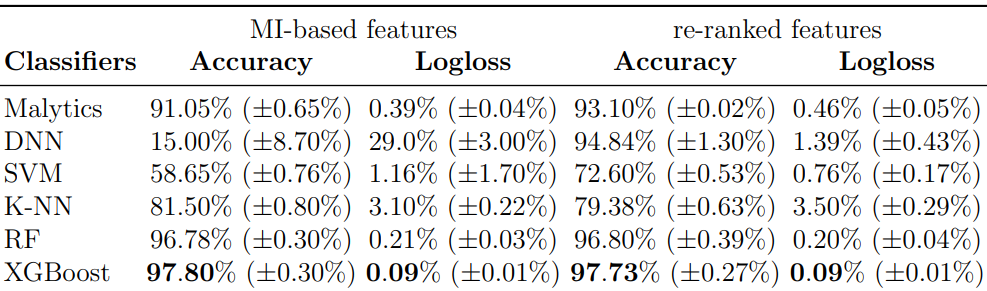 MI-based features re-ranked features
Classifiers Accuracy Logloss Accuracy Logloss
Malytics 91.05% (±0.65%) 0.39% (±0.04%) 93.10% (±0.02%) 0.46% (±0.05%)
DNN 15.00% (±8.70%) 29.0% (±3.00%) 94.84% (±1.30%) 1.39% (±0.43%)
SVM 58.65% (±0.76%) 1.16% (±1.70%) 72.60% (±0.53%) 0.76% (±0.17%)
K-NN 81.50% (±0.80%) 3.10% (±0.22%) 79.38% (±0.63%) 3.50% (±0.29%)
RF 96.78% (±0.30%) 0.21% (±0.03%) 96.80% (±0.39%) 0.20% (±0.04%)
XGBoost 97.80% (±0.30%) 0.09% (±0.01%) 97.73% (±0.27%) 0.09% (±0.01%)